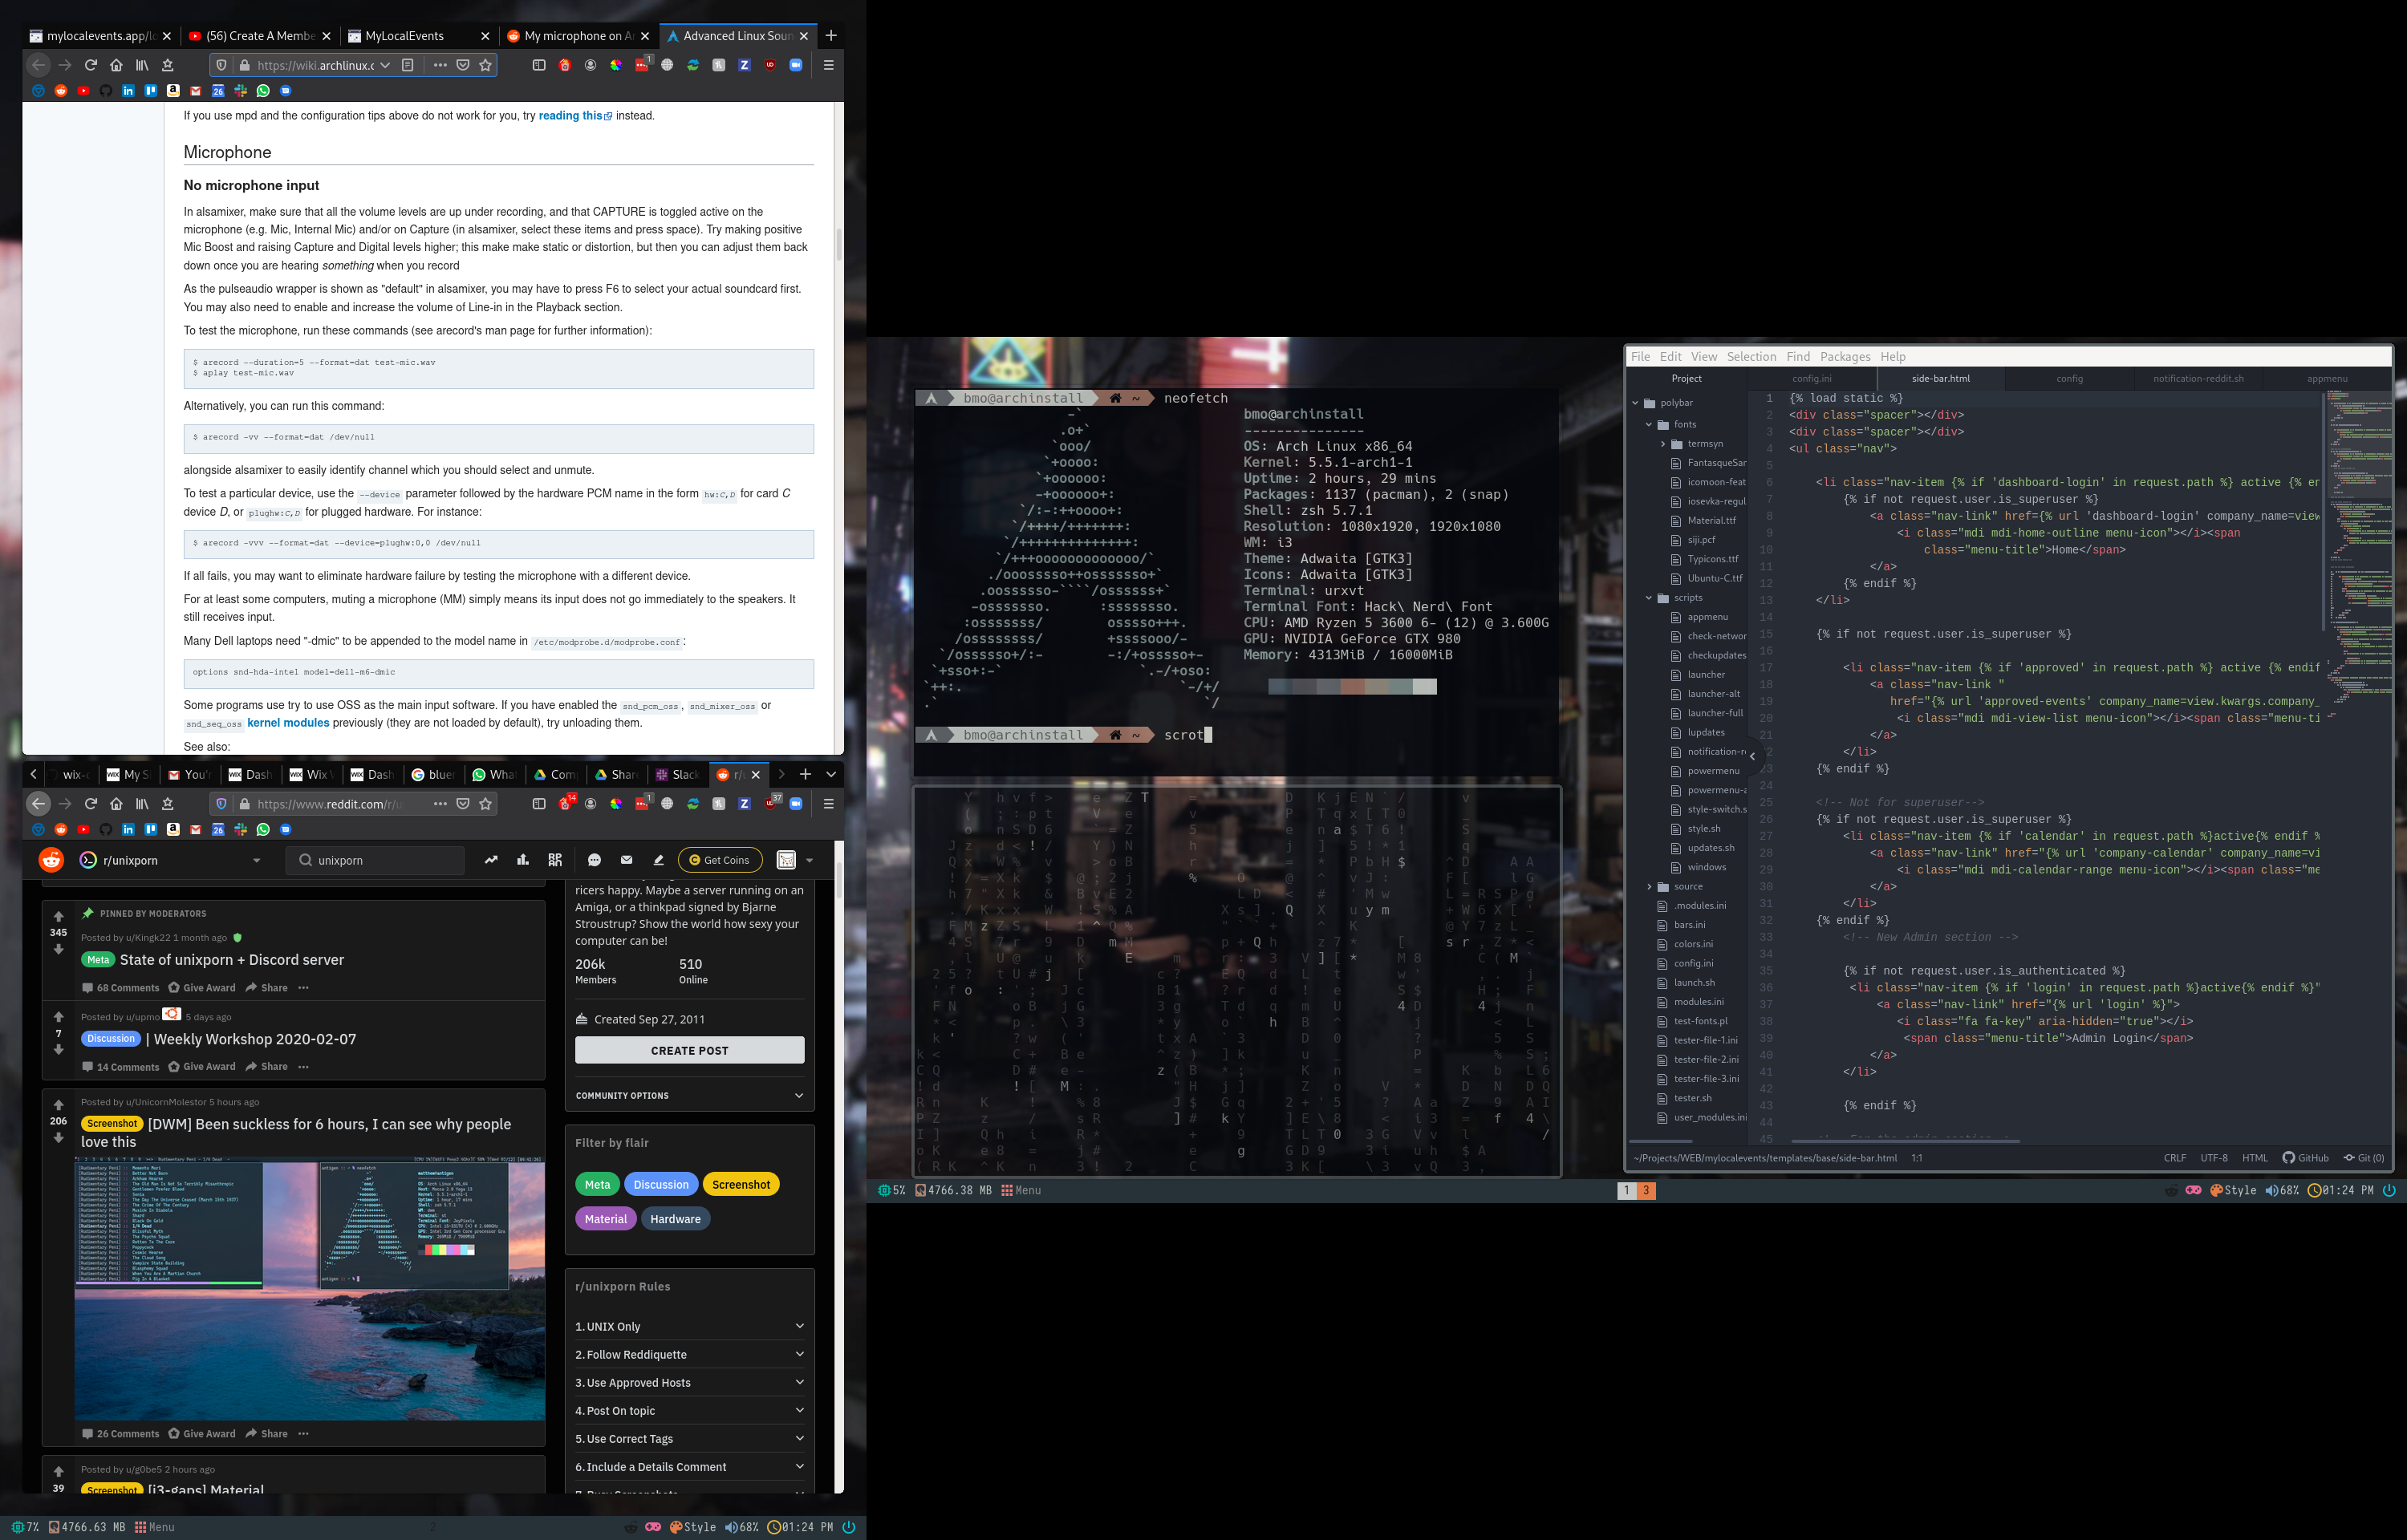 mylocalevents.app/lo
(56) Create A Membe
MyLocalEvents
My microphone on Ar
Advanced Linux Soun
https://wiki.archlinux.c
If you use mpd and the configuration tips above do not work for you, try reading this instead.
Microphone
No microphone input
In alsamixer, make sure that all the volume levels are up under recording, and that CAPTURE is toggled active on the
microphone (e.g. Mic, Internal Mic) and/or on Capture (in alsamixer, select these items and press space). Try making positive
Mic Boost and raising Capture and Digital levels higher; this make make static or distortion, but then you can adjust them back
down once you are hearing something when you record
As the pulseaudio wrapper is shown as "default" in alsamixer, you may have to press F6 to select your actual soundcard first.
You may also need to enable and increase the volume of Line-in in the Playback section.
To test the microphone, run these commands (see arecord's man page for further information):
$ arecord --duration=5 --format=dat test-mic.wav
$ aplay test-mic.wav
Alternatively, you can run this command:
$ arecord -vv --format=dat /dev/null
alongside alsamixer to easily identify channel which you should select and unmute.
To test a particular device, use the --device parameter followed by the hardware PCM name in the form hw:C,D for card C
device D, or plughw:C,D for plugged hardware. For instance:
$ arecord -vvv --format=dat --device=plughw:0,0 /dev/null
If all fails, you may want to eliminate hardware failure by testing the microphone with a different device.
For at least some computers, muting a microphone (MM) simply means its input does not go immediately to the speakers. It
still receives input.
Many Dell laptops need "-dmic" to be appended to the model name in /etc/modprobe.d/modprobe.conf:
options snd-hda-intel model=dell-m6-dmic
Some programs use try to use OSS as the main input software. If you have enabled the snd_pcm_oss, snd_mixer_oss or
snd_seq_oss kernel modules previously (they are not loaded by default), try unloading them.
See also:
wix-c
My S
You'r
Dash
Wix
Dash
bluer
What
Com
Share
Slack
r/u
https://www.reddit.com/r/u
r/unixporn
unixporn
Get Coins
PINNED BY MODERATORS
345
Posted by u/Kingk22 1 month ago
Meta State of unixporn + Discord server
68 Comments Give Award Share
Posted by u/upmo 5 days ago
7
Discussion | Weekly Workshop 2020-02-07
14 Comments Give Award Share
Posted by u/UnicornMolestor 5 hours ago
206
Screenshot [DWM] Been suckless for 6 hours, I can see why people
love this
26 Comments Give Award Share
Posted by u/g0be5 2 hours ago
39
Screenshot [i3-gaps] Material
ricers happy. Maybe a server running on an
Amiga, or a thinkpad signed by Bjarne
Stroustrup? Show the world how sexy your
computer can be!
206k 510
Members Online
Created Sep 27, 2011
CREATE POST
COMMUNITY OPTIONS
Filter by flair
Meta Discussion Screenshot
Material Hardware
r/unixporn Rules
1. UNIX Only
2. Follow Reddiquette
3. Use Approved Hosts
4. Post On topic
5. Use Correct Tags
6. Include a Details Comment
7%
4766.63 MB
Menu
2
Style
68%
01:24 PM
bmo@archinstall ~ neofetch
bmo@archinstall
---------------
OS: Arch Linux x86_64
Kernel: 5.5.1-arch1-1
Uptime: 2 hours, 29 mins
Packages: 1137 (pacman), 2 (snap)
Shell: zsh 5.7.1
Resolution: 1080x1920, 1920x1080
WM: i3
Theme: Adwaita [GTK3]
Icons: Adwaita [GTK3]
Terminal: urxvt
Terminal Font: Hack\ Nerd\ Font
CPU: AMD Ryzen 5 3600 6- (12) @ 3.600G
GPU: NVIDIA GeForce GTX 980
Memory: 4313MiB / 16000MiB
bmo@archinstall ~ scrot
5%
4766.38 MB
Menu
1 3
Style
68%
01:24 PM
File Edit View Selection Find Packages Help
Project
config.ini
side-bar.html
config
notification-reddit.sh
appmenu
polybar
fonts
termsyn
FantasqueSar
icomoon-feat
iosevka-regul
Material.ttf
siji.pcf
Typicons.ttf
Ubuntu-C.ttf
scripts
appmenu
check-networ
checkupdates
launcher
launcher-alt
launcher-full
lupdates
notification-re
powermenu
powermenu-a
style-switch.s
style.sh
updates.sh
windows
source
.modules.ini
bars.ini
colors.ini
config.ini
launch.sh
modules.ini
test-fonts.pl
tester-file-1.ini
tester-file-2.ini
tester-file-3.ini
tester.sh
user_modules.ini
1 {% load static %}
2 <div class="spacer"></div>
3 <div class="spacer"></div>
4 <ul class="nav">
5
6 <li class="nav-item {% if 'dashboard-login' in request.path %} active {% er
7 {% if not request.user.is_superuser %}
8 <a class="nav-link" href={% url 'dashboard-login' company_name=view
9 <i class="mdi mdi-home-outline menu-icon"></i><span
10 class="menu-title">Home</span>
11 </a>
12 {% endif %}
13 </li>
14
15 {% if not request.user.is_superuser %}
16
17 <li class="nav-item {% if 'approved' in request.path %} active {% endif
18 <a class="nav-link "
19 href="{% url 'approved-events' company_name=view.kwargs.company_
20 <i class="mdi mdi-view-list menu-icon"></i><span class="menu-ti
21 </a>
22 </li>
23 {% endif %}
24
25 <!-- Not for superuser-->
26 {% if not request.user.is_superuser %}
27 <li class="nav-item {% if 'calendar' in request.path %}active{% endif %
28 <a class="nav-link" href="{% url 'company-calendar' company_name=vi
29 <i class="mdi mdi-calendar-range menu-icon"></i><span class="me
30 </a>
31 </li>
32 {% endif %}
33 <!-- New Admin section -->
34
35 {% if not request.user.is_authenticated %}
36 <li class="nav-item {% if 'login' in request.path %}active{% endif %}"
37 <a class="nav-link" href="{% url 'login' %}">
38 <i class="fa fa-key" aria-hidden="true"></i>
39 <span class="menu-title">Admin Login</span>
40 </a>
41 </li>
42
43 {% endif %}
45
~/Projects/WEB/mylocalevents/templates/base/side-bar.html 1:1
CRLF UTF-8 HTML GitHub Git (0)